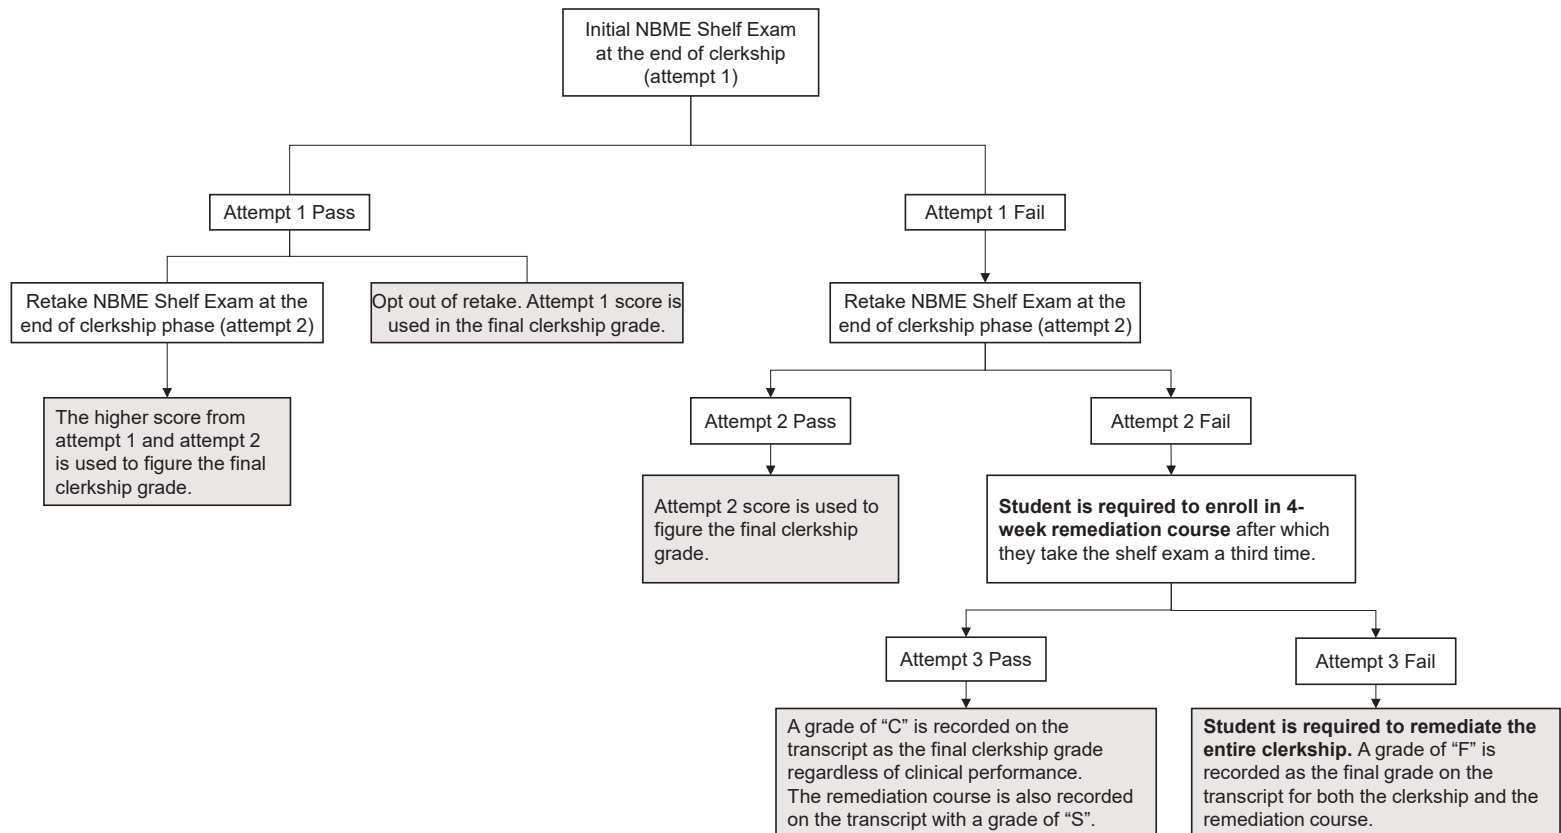 Initial NBME Shelf Exam
at the end of clerkship
(attempt 1)
Attempt 1 Pass
Attempt 1 Fail
Retake NBME Shelf Exam at the
end of clerkship phase (attempt 2)
Opt out of retake. Attempt 1 score is
used in the final clerkship grade.
Retake NBME Shelf Exam at the
end of clerkship phase (attempt 2)
The higher score from
attempt 1 and attempt 2
is used to figure the final
clerkship grade.
Attempt 2 Pass
Attempt 2 Fail
Attempt 2 score is used to
figure the final clerkship
grade.
Student is required to enroll in 4-
week remediation course after which
they take the shelf exam a third time.
Attempt 3 Pass
Attempt 3 Fail
A grade of “C” is recorded on the
transcript as the final clerkship grade
regardless of clinical performance.
The remediation course is also recorded
on the transcript with a grade of “S”.
Student is required to remediate the
entire clerkship. A grade of “F” is
recorded as the final grade on the
transcript for both the clerkship and the
remediation course.